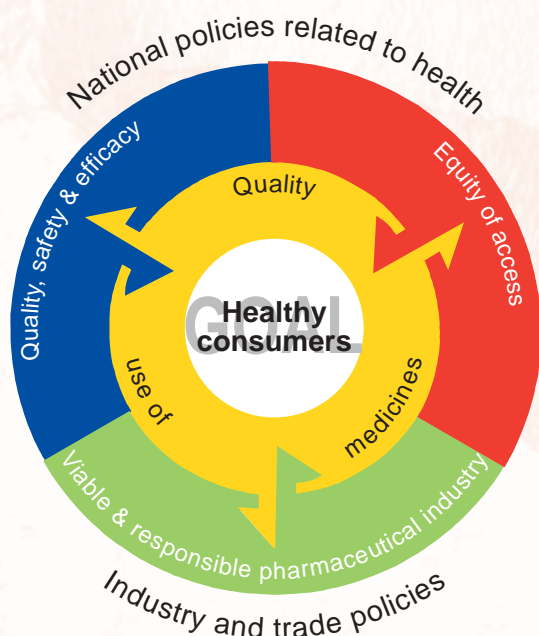 National policies related to health
Quality, safety & efficacy
Equity of access
Quality
use of
medicines
GOAL
Healthy
consumers
Viable & responsible pharmaceutical industry
Industry and trade policies